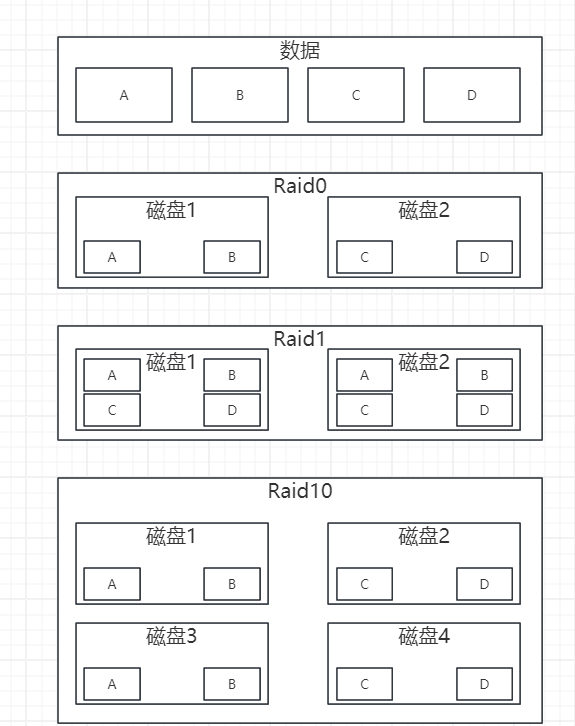 数据
A B C D
Raid0
磁盘1 磁盘2
A B C D
Raid1
磁盘1 磁盘2
A B A B
C D C D
Raid10
磁盘1 磁盘2
A B C D
磁盘3 磁盘4
A B C D